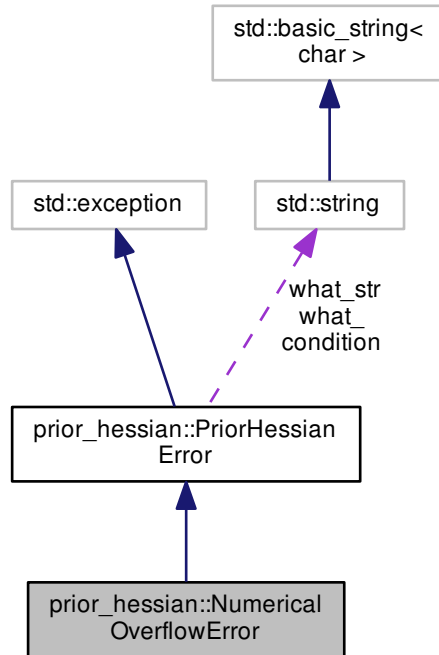 std::basic_string<
char >
std::exception
std::string
what_str
what_
condition
prior_hessian::PriorHessian
Error
prior_hessian::Numerical
OverflowError